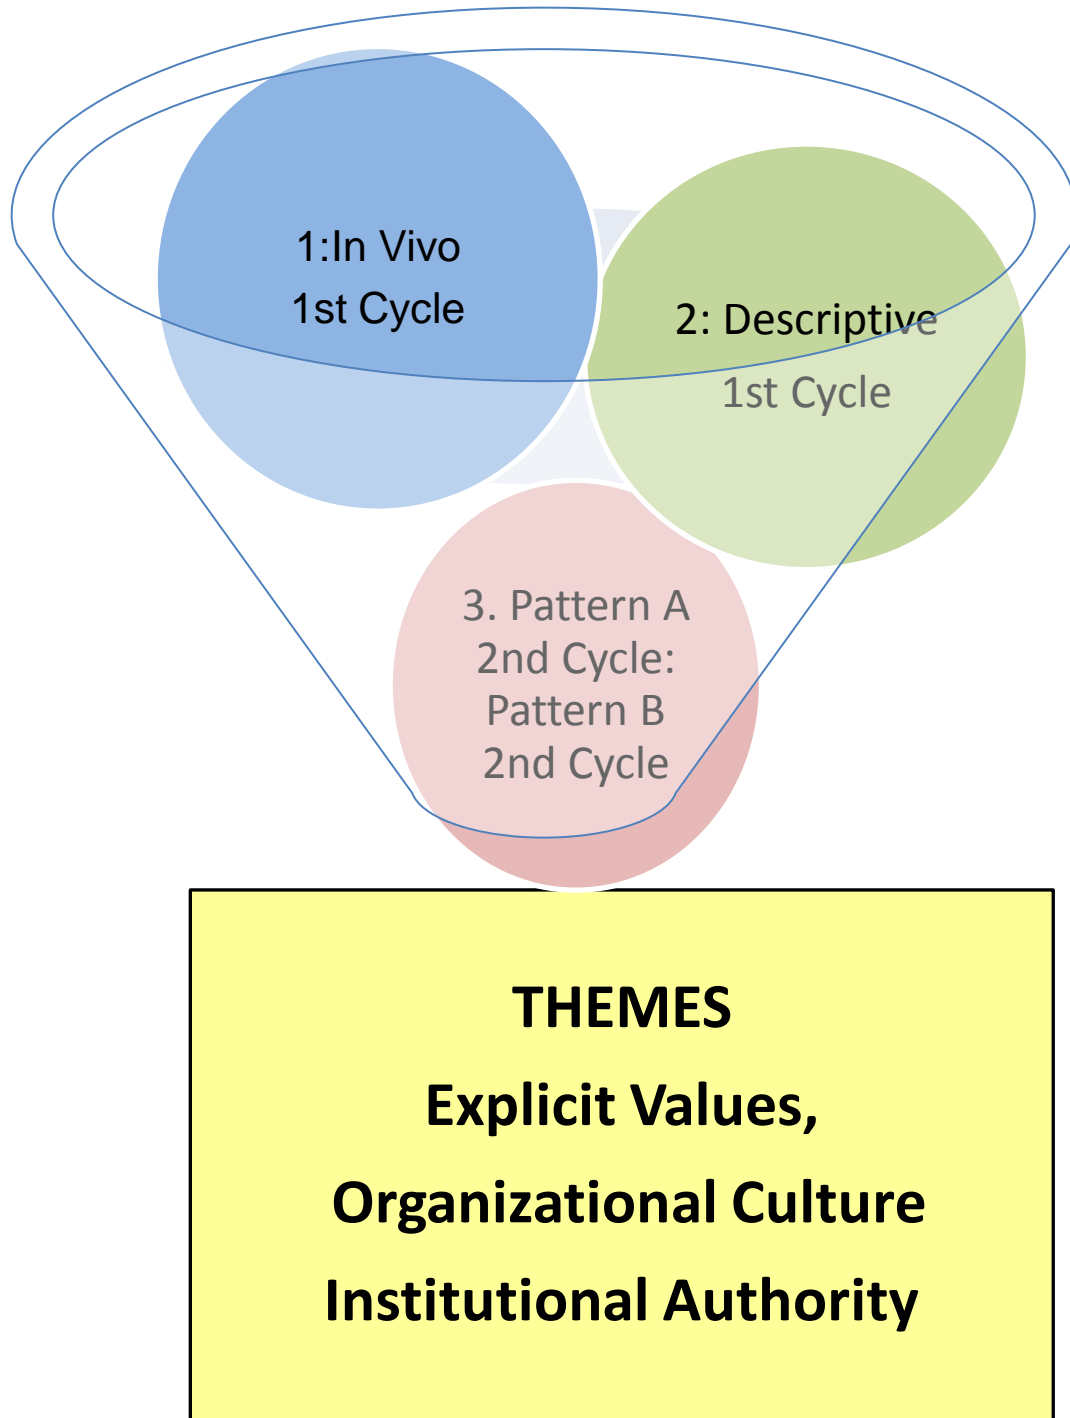 1:In Vivo
1st Cycle
2: Descriptive
1st Cycle
3. Pattern A
2nd Cycle:
Pattern B
2nd Cycle
THEMES
Explicit Values,
Organizational Culture
Institutional Authority